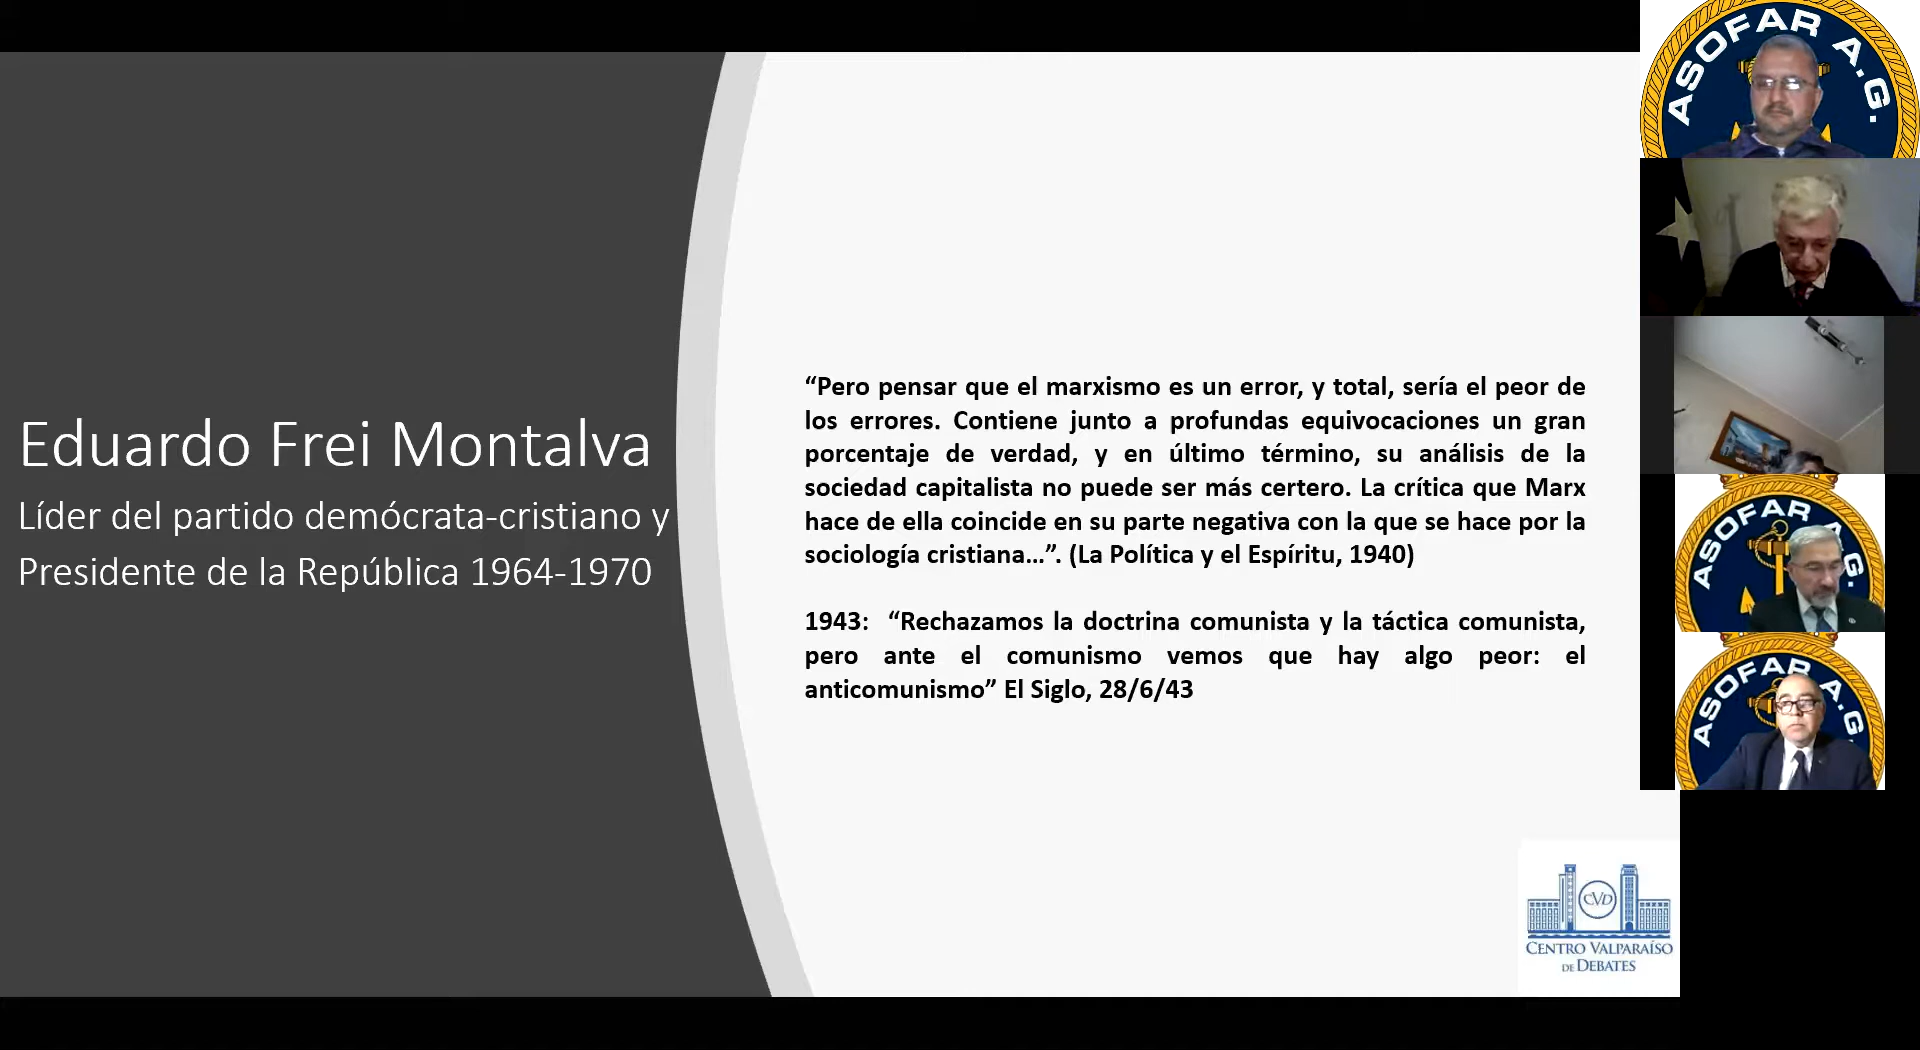 Eduardo Frei Montalva
Líder del partido demócrata-cristiano y
Presidente de la República 1964-1970
“Pero pensar que el marxismo es un error, y total, sería el peor de
los errores. Contiene junto a profundas equivocaciones un gran
porcentaje de verdad, y en último término, su análisis de la
sociedad capitalista no puede ser más certero. La crítica que Marx
hace de ella coincide en su parte negativa con la que se hace por la
sociología cristiana…”. (La Política y el Espíritu, 1940)
1943: “Rechazamos la doctrina comunista y la táctica comunista,
pero ante el comunismo vemos que hay algo peor: el
anticomunismo” El Siglo, 28/6/43
CVD
CENTRO VALPARAÍSO
DE DEBATES
ASOFAR A.G.
ASOFAR A.G.
ASOFAR A.G.